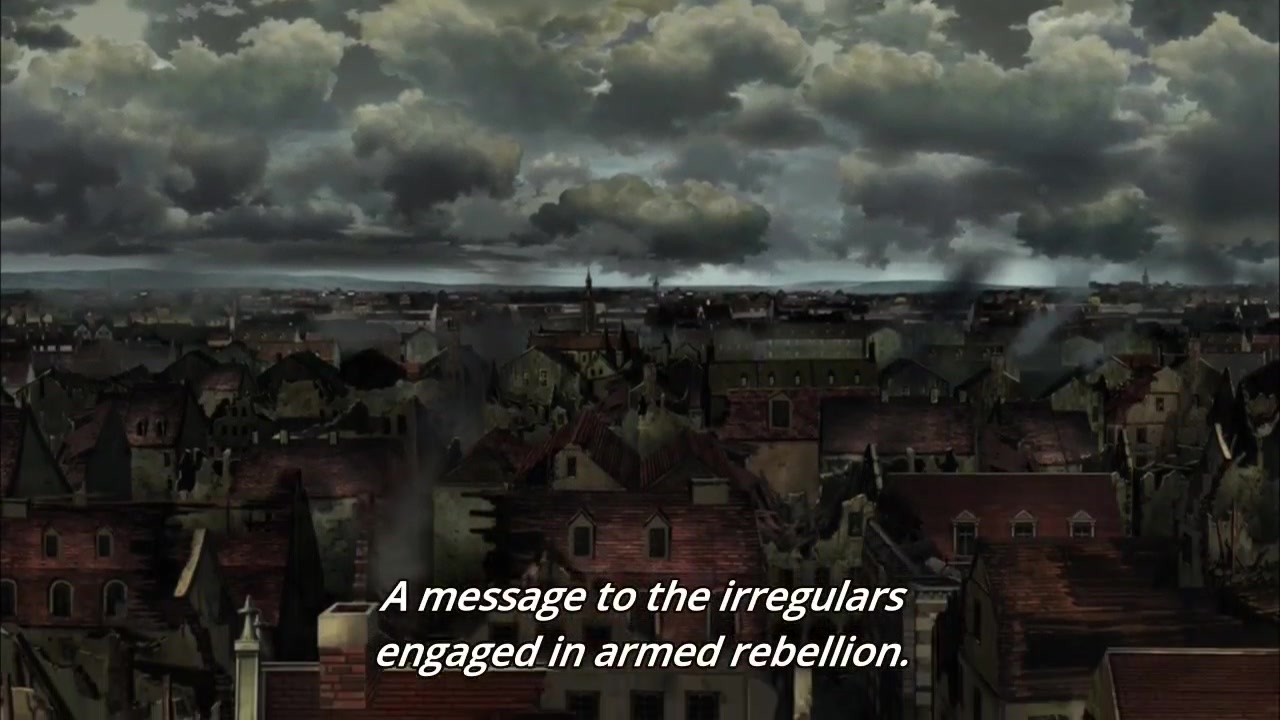 A message to the irregulars
engaged in armed rebellion.